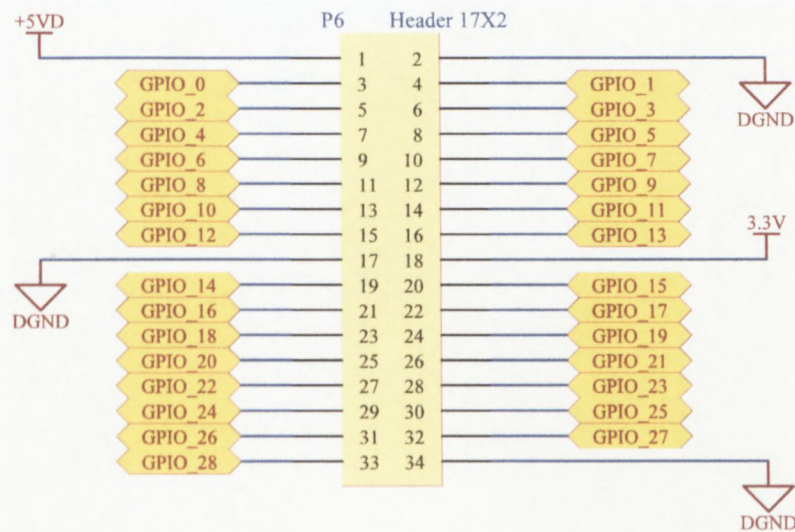 +5VD P6 Header 17X2
1 2
GPIO_0 3 4 GPIO_1
GPIO_2 5 6 GPIO_3 DGND
GPIO_4 7 8 GPIO_5
GPIO_6 9 10 GPIO_7
GPIO_8 11 12 GPIO_9
GPIO_10 13 14 GPIO_11
GPIO_12 15 16 GPIO_13 3.3V
17 18
GPIO_14 19 20 GPIO_15
GPIO_16 21 22 GPIO_17
DGND GPIO_18 23 24 GPIO_19
GPIO_20 25 26 GPIO_21
GPIO_22 27 28 GPIO_23
GPIO_24 29 30 GPIO_25
GPIO_26 31 32 GPIO_27
GPIO_28 33 34
DGND